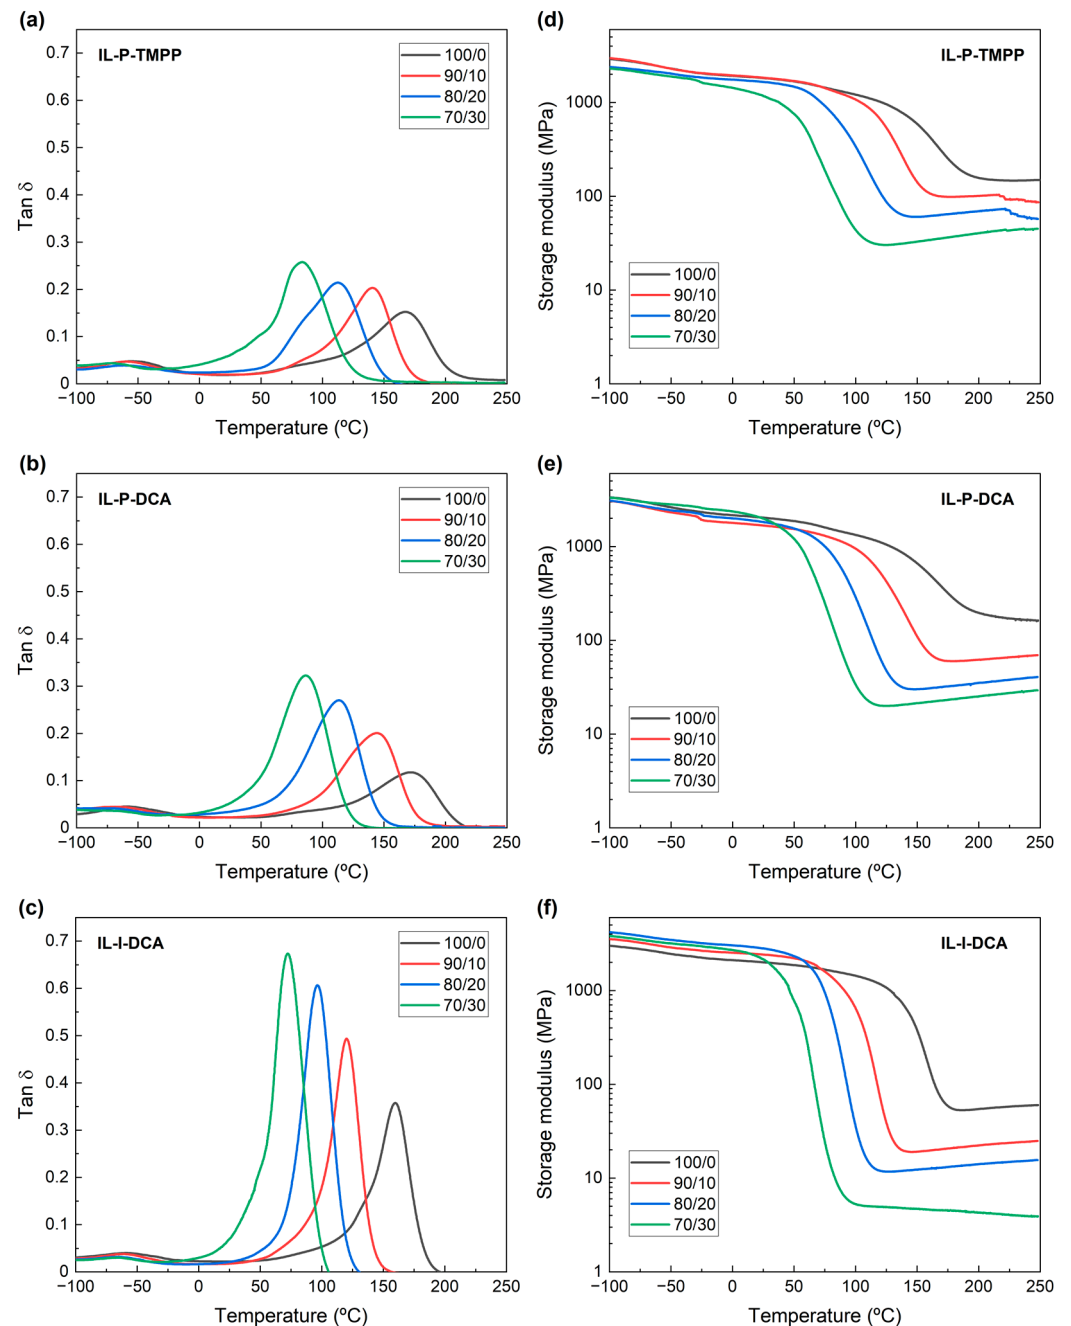 (a)
IL-P-TMPP
100/0
90/10
80/20
70/30
0.7
0.6
0.5
0.4
0.3
0.2
0.1
0
Tan δ
−100 −50 0 50 100 150 200 250
Temperature (ºC)
(d)
IL-P-TMPP
100/0
90/10
80/20
70/30
1000
100
10
1
Storage modulus (MPa)
−100 −50 0 50 100 150 200 250
Temperature (ºC)
(b)
IL-P-DCA
100/0
90/10
80/20
70/30
0.7
0.6
0.5
0.4
0.3
0.2
0.1
0
Tan δ
−100 −50 0 50 100 150 200 250
Temperature (ºC)
(e)
IL-P-DCA
100/0
90/10
80/20
70/30
1000
100
10
1
Storage modulus (MPa)
−100 −50 0 50 100 150 200 250
Temperature (ºC)
(c)
IL-I-DCA
100/0
90/10
80/20
70/30
0.7
0.6
0.5
0.4
0.3
0.2
0.1
0
Tan δ
−100 −50 0 50 100 150 200 250
Temperature (ºC)
(f)
IL-I-DCA
100/0
90/10
80/20
70/30
1000
100
10
1
Storage modulus (MPa)
−100 −50 0 50 100 150 200 250
Temperature (ºC)